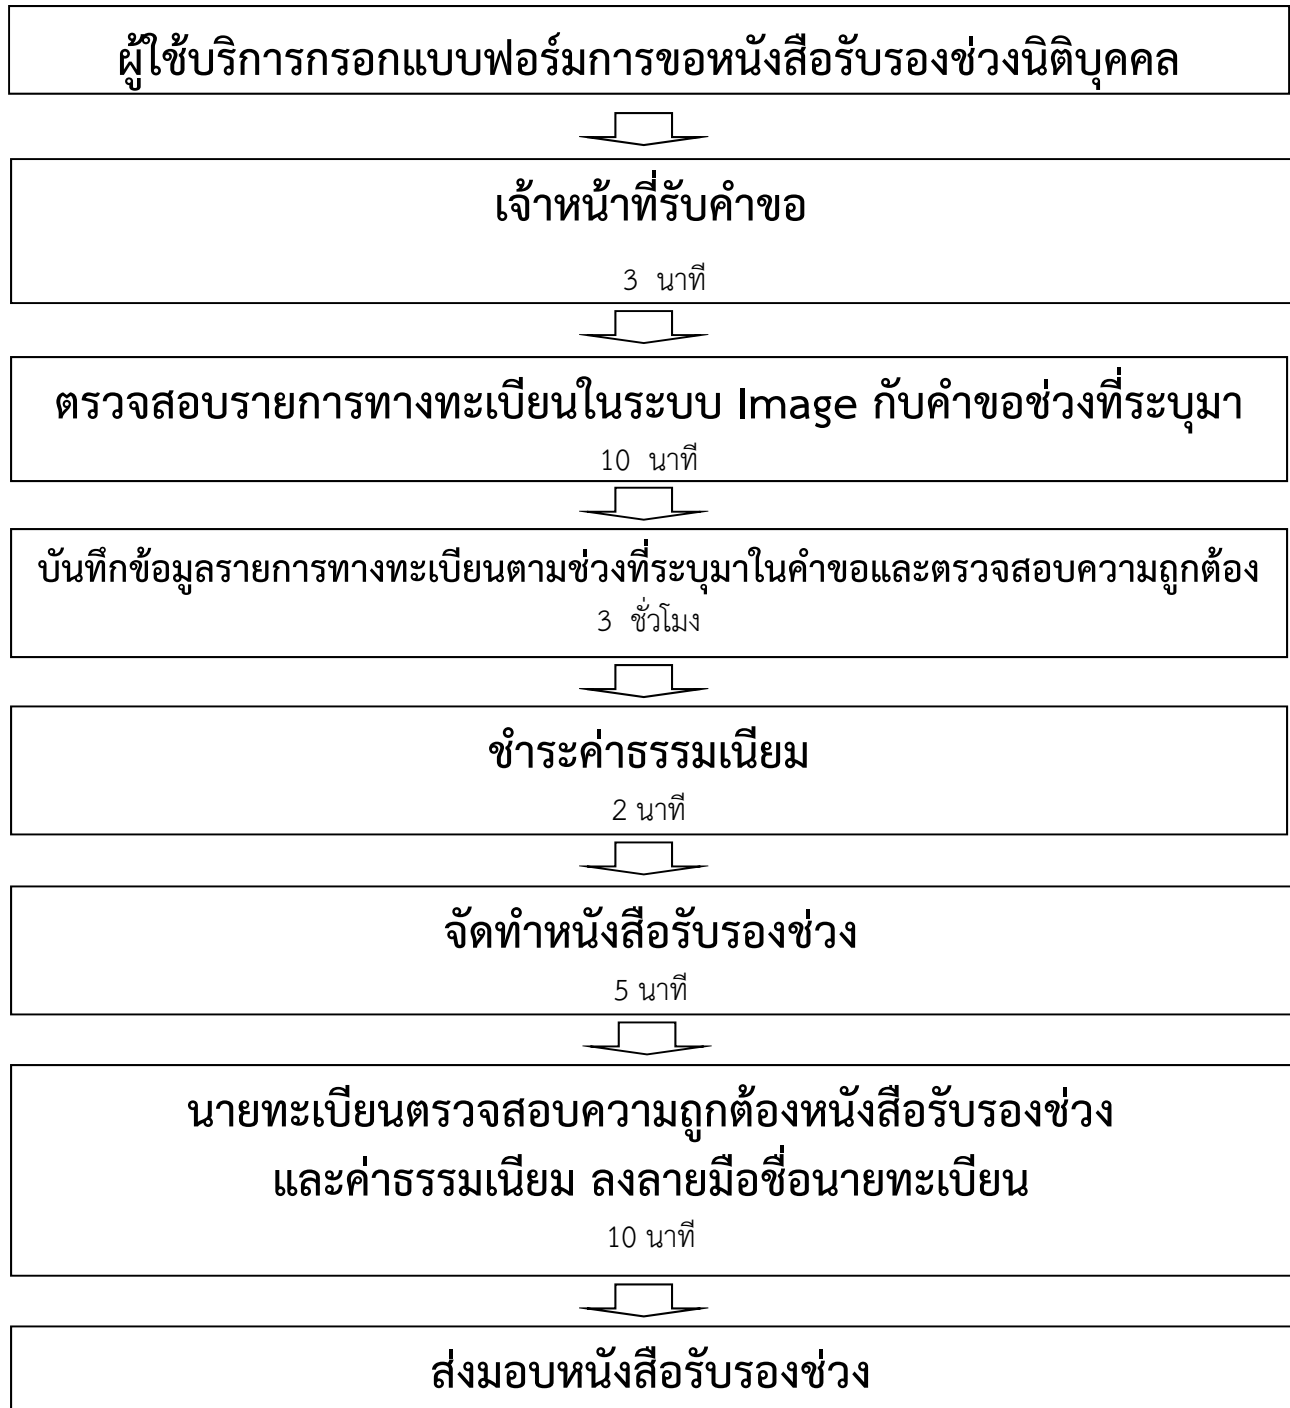 ผู้ใช้บริการกรอกแบบฟอร์มการขอหนังสือรับรองช่วงนิติบุคคล
เจ้าหน้าที่รับคำขอ
3 นาที
ตรวจสอบรายการทางทะเบียนในระบบ Image กับคำขอช่วงที่ระบุมา
10 นาที
บันทึกข้อมูลรายการทางทะเบียนตามช่วงที่ระบุมาในคำขอและตรวจสอบความถูกต้อง
3 ชั่วโมง
ชำระค่าธรรมเนียม
2 นาที
จัดทำหนังสือรับรองช่วง
5 นาที
นายทะเบียนตรวจสอบความถูกต้องหนังสือรับรองช่วง
และค่าธรรมเนียม ลงลายมือชื่อนายทะเบียน
10 นาที
ส่งมอบหนังสือรับรองช่วง